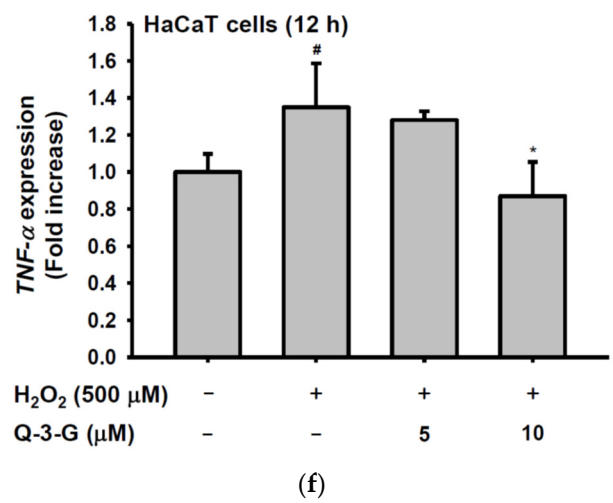 HaCaT cells (12 h)
TNF-α expression
(Fold increase)
1.8
1.6
1.4
1.2
1.0
0.8
0.6
0.4
0.2
0.0
#
*
H₂O₂ (500 μM) – + + +
Q-3-G (μM) – – 5 10
(f)